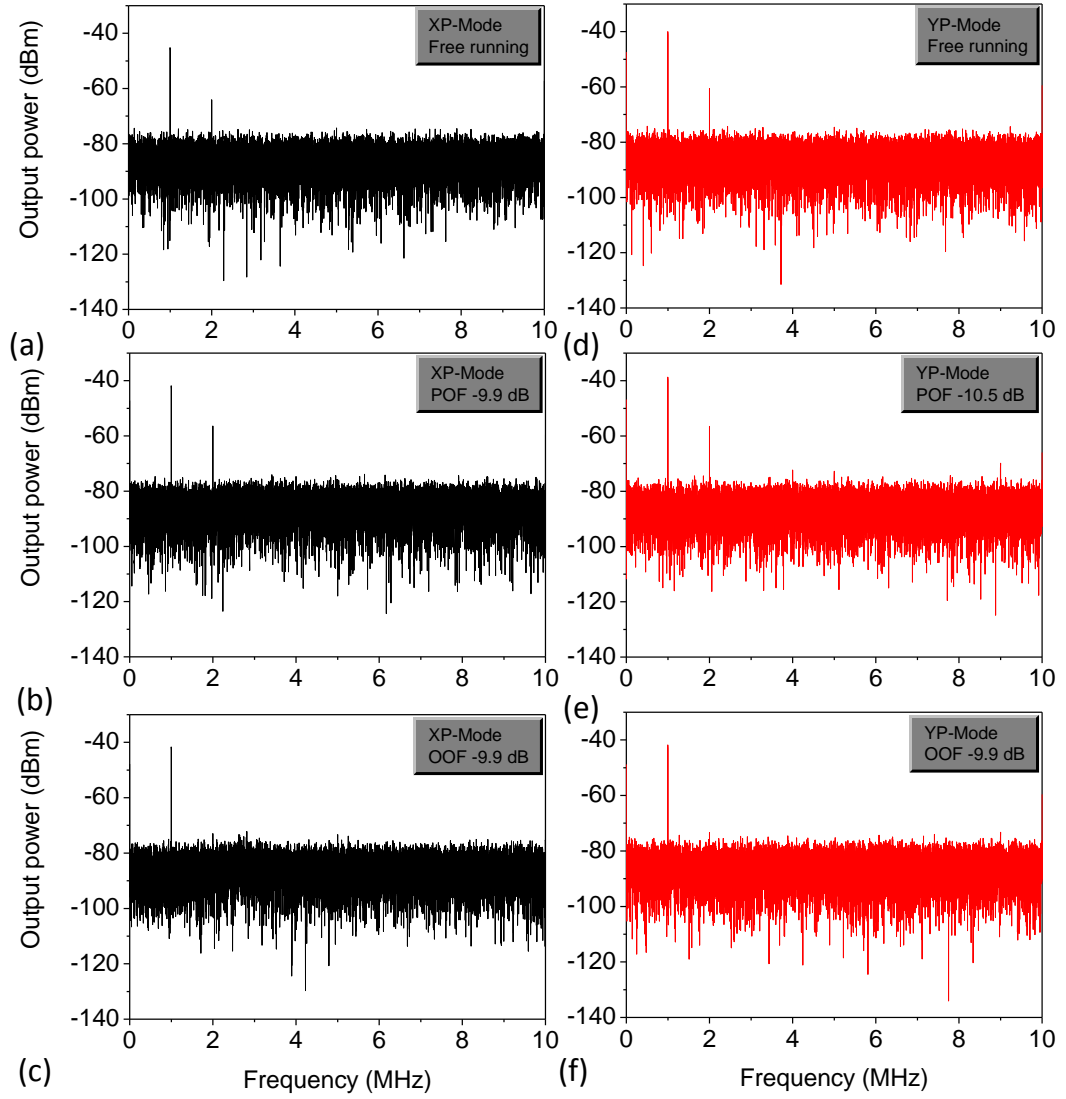 XP-Mode
Free running
Output power (dBm)
-40
-60
-80
-100
-120
-140
0 2 4 6 8 10
(a)
YP-Mode
Free running
-40
-60
-80
-100
-120
-140
0 2 4 6 8 10
(d)
XP-Mode
POF -9.9 dB
Output power (dBm)
-40
-60
-80
-100
-120
-140
0 2 4 6 8 10
(b)
YP-Mode
POF -10.5 dB
-40
-60
-80
-100
-120
-140
0 2 4 6 8 10
(e)
XP-Mode
OOF -9.9 dB
Output power (dBm)
-40
-60
-80
-100
-120
-140
0 2 4 6 8 10
(c)
Frequency (MHz)
YP-Mode
OOF -9.9 dB
-40
-60
-80
-100
-120
-140
0 2 4 6 8 10
(f)
Frequency (MHz)